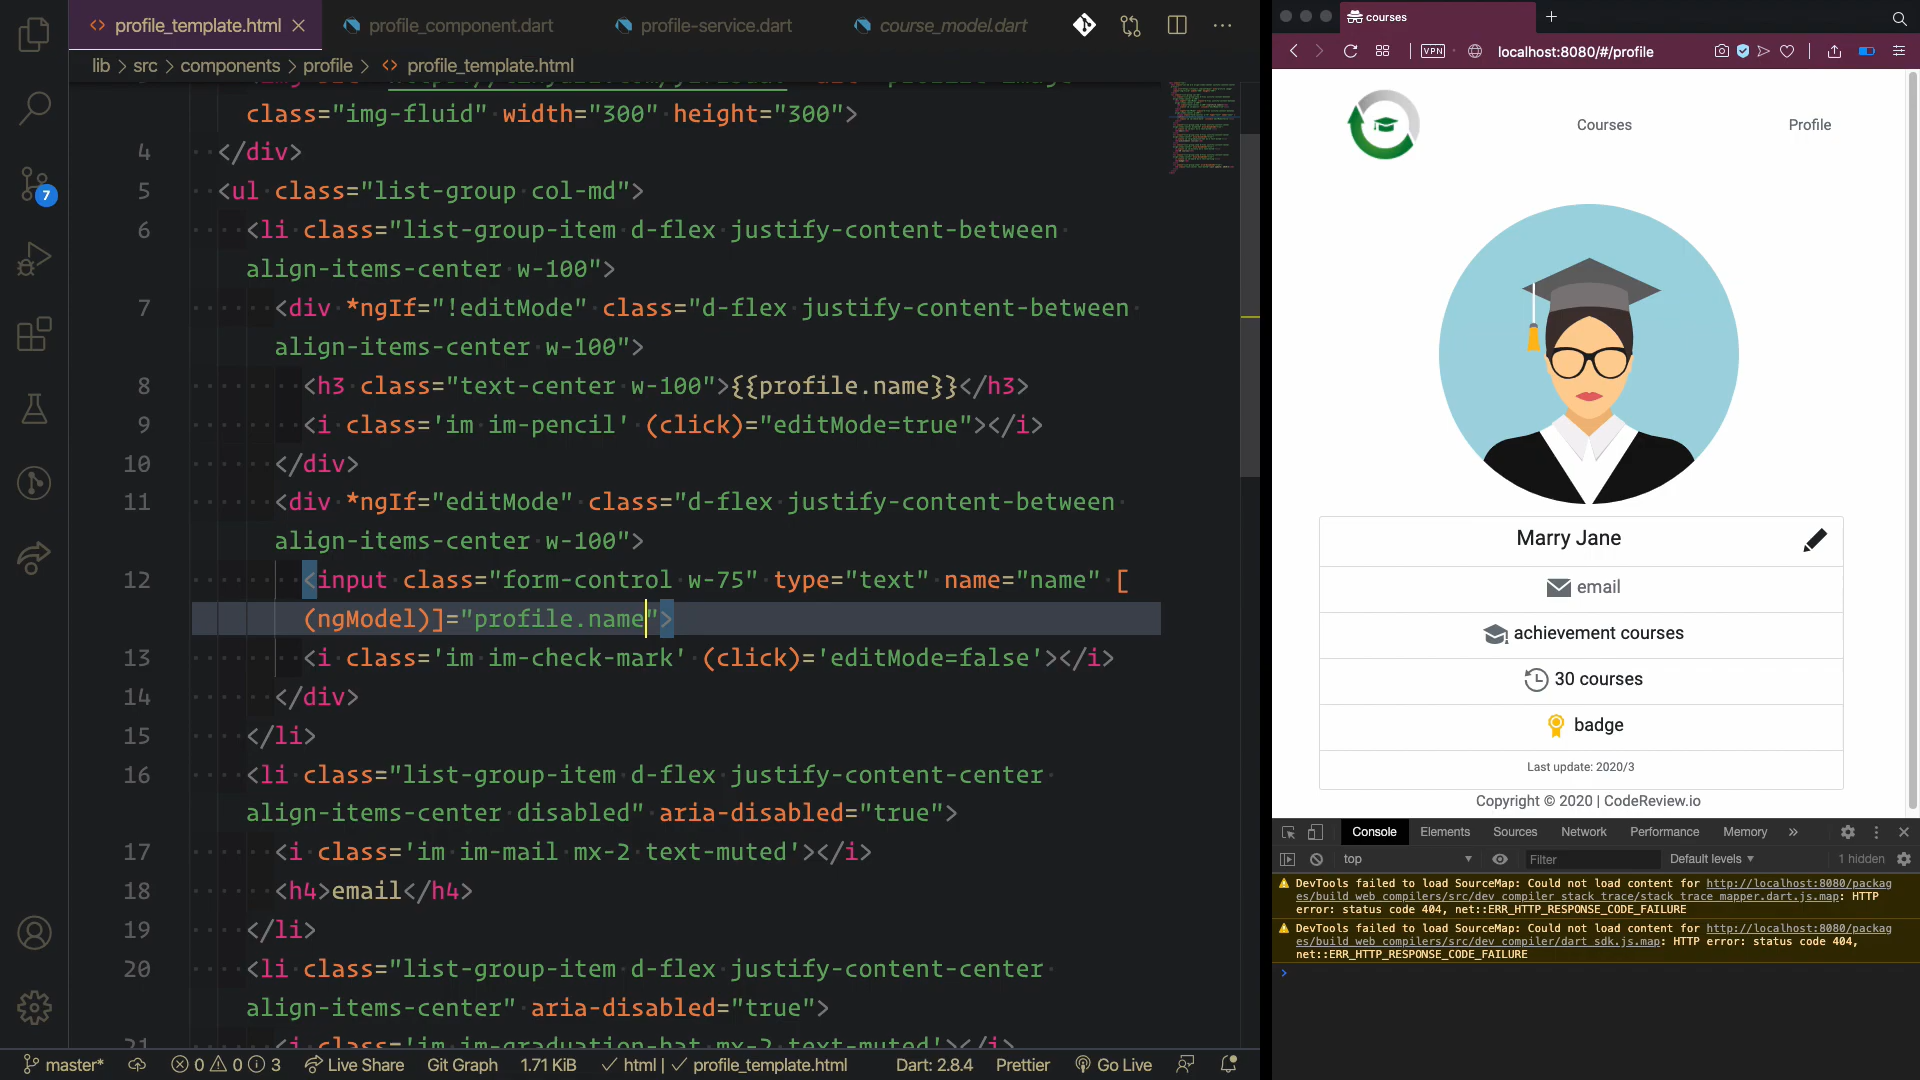 profile_template.html
profile_component.dart
profile-service.dart
course_model.dart
lib > src > components > profile > <> profile_template.html
class="img-fluid" width="300" height="300">
4 </div>
5 <ul class="list-group col-md">
6 <li class="list-group-item d-flex justify-content-between
align-items-center w-100">
7 <div *ngIf="!editMode" class="d-flex justify-content-between
align-items-center w-100">
8 <h3 class="text-center w-100">{{profile.name}}</h3>
9 <i class='im im-pencil' (click)="editMode=true"></i>
10 </div>
11 <div *ngIf="editMode" class="d-flex justify-content-between
align-items-center w-100">
12 <input class="form-control w-75" type="text" name="name" [
(ngModel)]="profile.name">
13 <i class='im im-check-mark' (click)='editMode=false'></i>
14 </div>
15 </li>
16 <li class="list-group-item d-flex justify-content-center
align-items-center disabled" aria-disabled="true">
17 <i class='im im-mail mx-2 text-muted'></i>
18 <h4>email</h4>
19 </li>
20 <li class="list-group-item d-flex justify-content-center
align-items-center" aria-disabled="true">
21 <i class='im im-graduation-hat mx-2 text-muted'></i>
7
master* 0 0 3 Live Share Git Graph 1.71 KiB html | profile_template.html Dart: 2.8.4 Prettier Go Live
courses
VPN localhost:8080/#/profile
Courses Profile
Marry Jane
email
achievement courses
30 courses
badge
Last update: 2020/3
Copyright © 2020 | CodeReview.io
Console Elements Sources Network Performance Memory »
top Filter Default levels 1 hidden
DevTools failed to load SourceMap: Could not load content for http://localhost:8080/packag
es/build_web_compilers/src/dev_compiler_stack_trace/stack_trace_mapper.dart.js.map: HTTP
error: status code 404, net::ERR_HTTP_RESPONSE_CODE_FAILURE
DevTools failed to load SourceMap: Could not load content for http://localhost:8080/packag
es/build_web_compilers/src/dev_compiler/dart_sdk.js.map: HTTP error: status code 404,
net::ERR_HTTP_RESPONSE_CODE_FAILURE